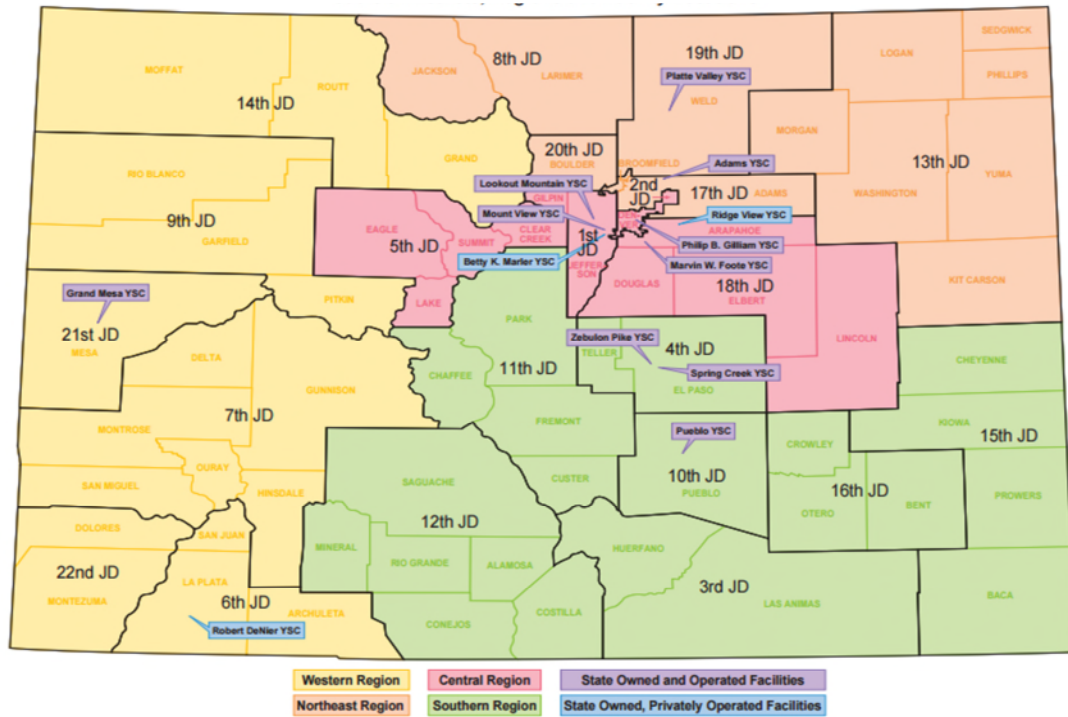 MOFFAT
ROUTT
14th JD
JACKSON
8th JD
LARIMER
19th JD
Platte Valley YSC
WELD
LOGAN
SEDGWICK
PHILLIPS
MORGAN
13th JD
WASHINGTON
YUMA
RIO BLANCO
9th JD
GARFIELD
GRAND
20th JD
BOULDER
BROOMFIELD
Adams YSC
2nd
JD
17th JD
ADAMS
Lookout Mountain YSC
GILPIN
Mount View YSC
CLEAR
CREEK
1st
JD
DEN
Ridge View YSC
ARAPAHOE
EAGLE
5th JD
SUMMIT
Betty K. Marler YSC
JEFFER
SON
Philip B. Gilliam YSC
Marvin W. Foote YSC
DOUGLAS
18th JD
ELBERT
KIT CARSON
LAKE
LINCOLN
Grand Mesa YSC
21st JD
MESA
PITKIN
PARK
11th JD
Zebulon Pike YSC
TELLER
4th JD
Spring Creek YSC
EL PASO
CHEYENNE
DELTA
GUNNISON
CHAFFEE
7th JD
MONTROSE
OURAY
FREMONT
Pueblo YSC
10th JD
PUEBLO
CROWLEY
KIOWA
15th JD
SAN MIGUEL
HINSDALE
SAGUACHE
CUSTER
16th JD
OTERO
BENT
PROWERS
DOLORES
SAN JUAN
12th JD
MINERAL
RIO GRANDE
ALAMOSA
HUERFANO
22nd JD
MONTEZUMA
LA PLATA
6th JD
ARCHULETA
Robert DeNier YSC
CONEJOS
COSTILLA
3rd JD
LAS ANIMAS
BACA
Western Region
Central Region
State Owned and Operated Facilities
Northeast Region
Southern Region
State Owned, Privately Operated Facilities